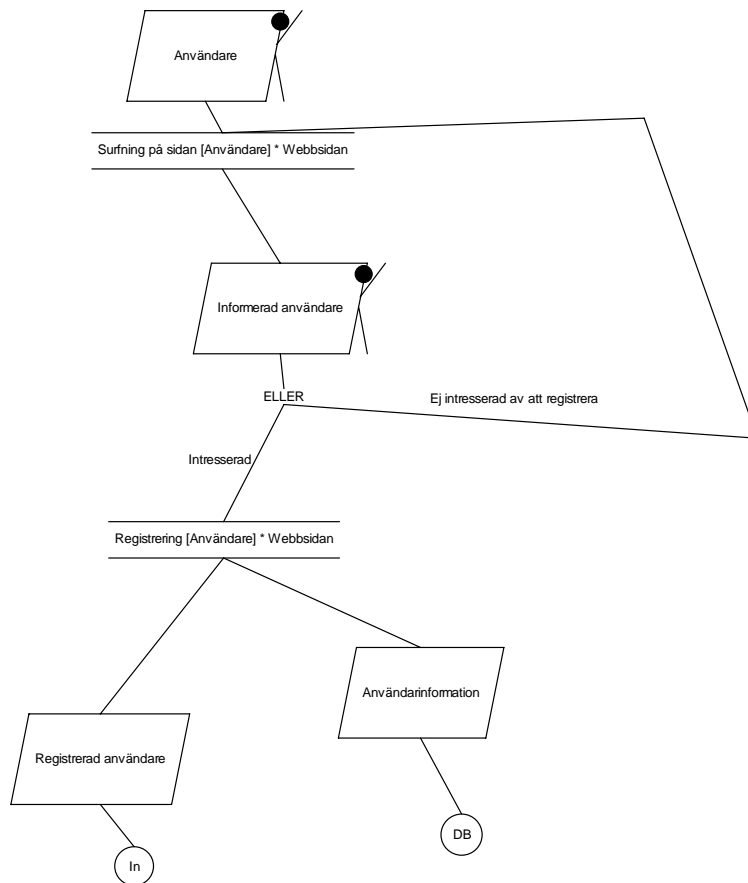 Användare
Surfning på sidan [Användare] * Webbsidan
Informerad användare
ELLER
Ej intresserad av att registrera
Intresserad
Registrering [Användare] * Webbsidan
Användarinformation
Registrerad användare
DB
In